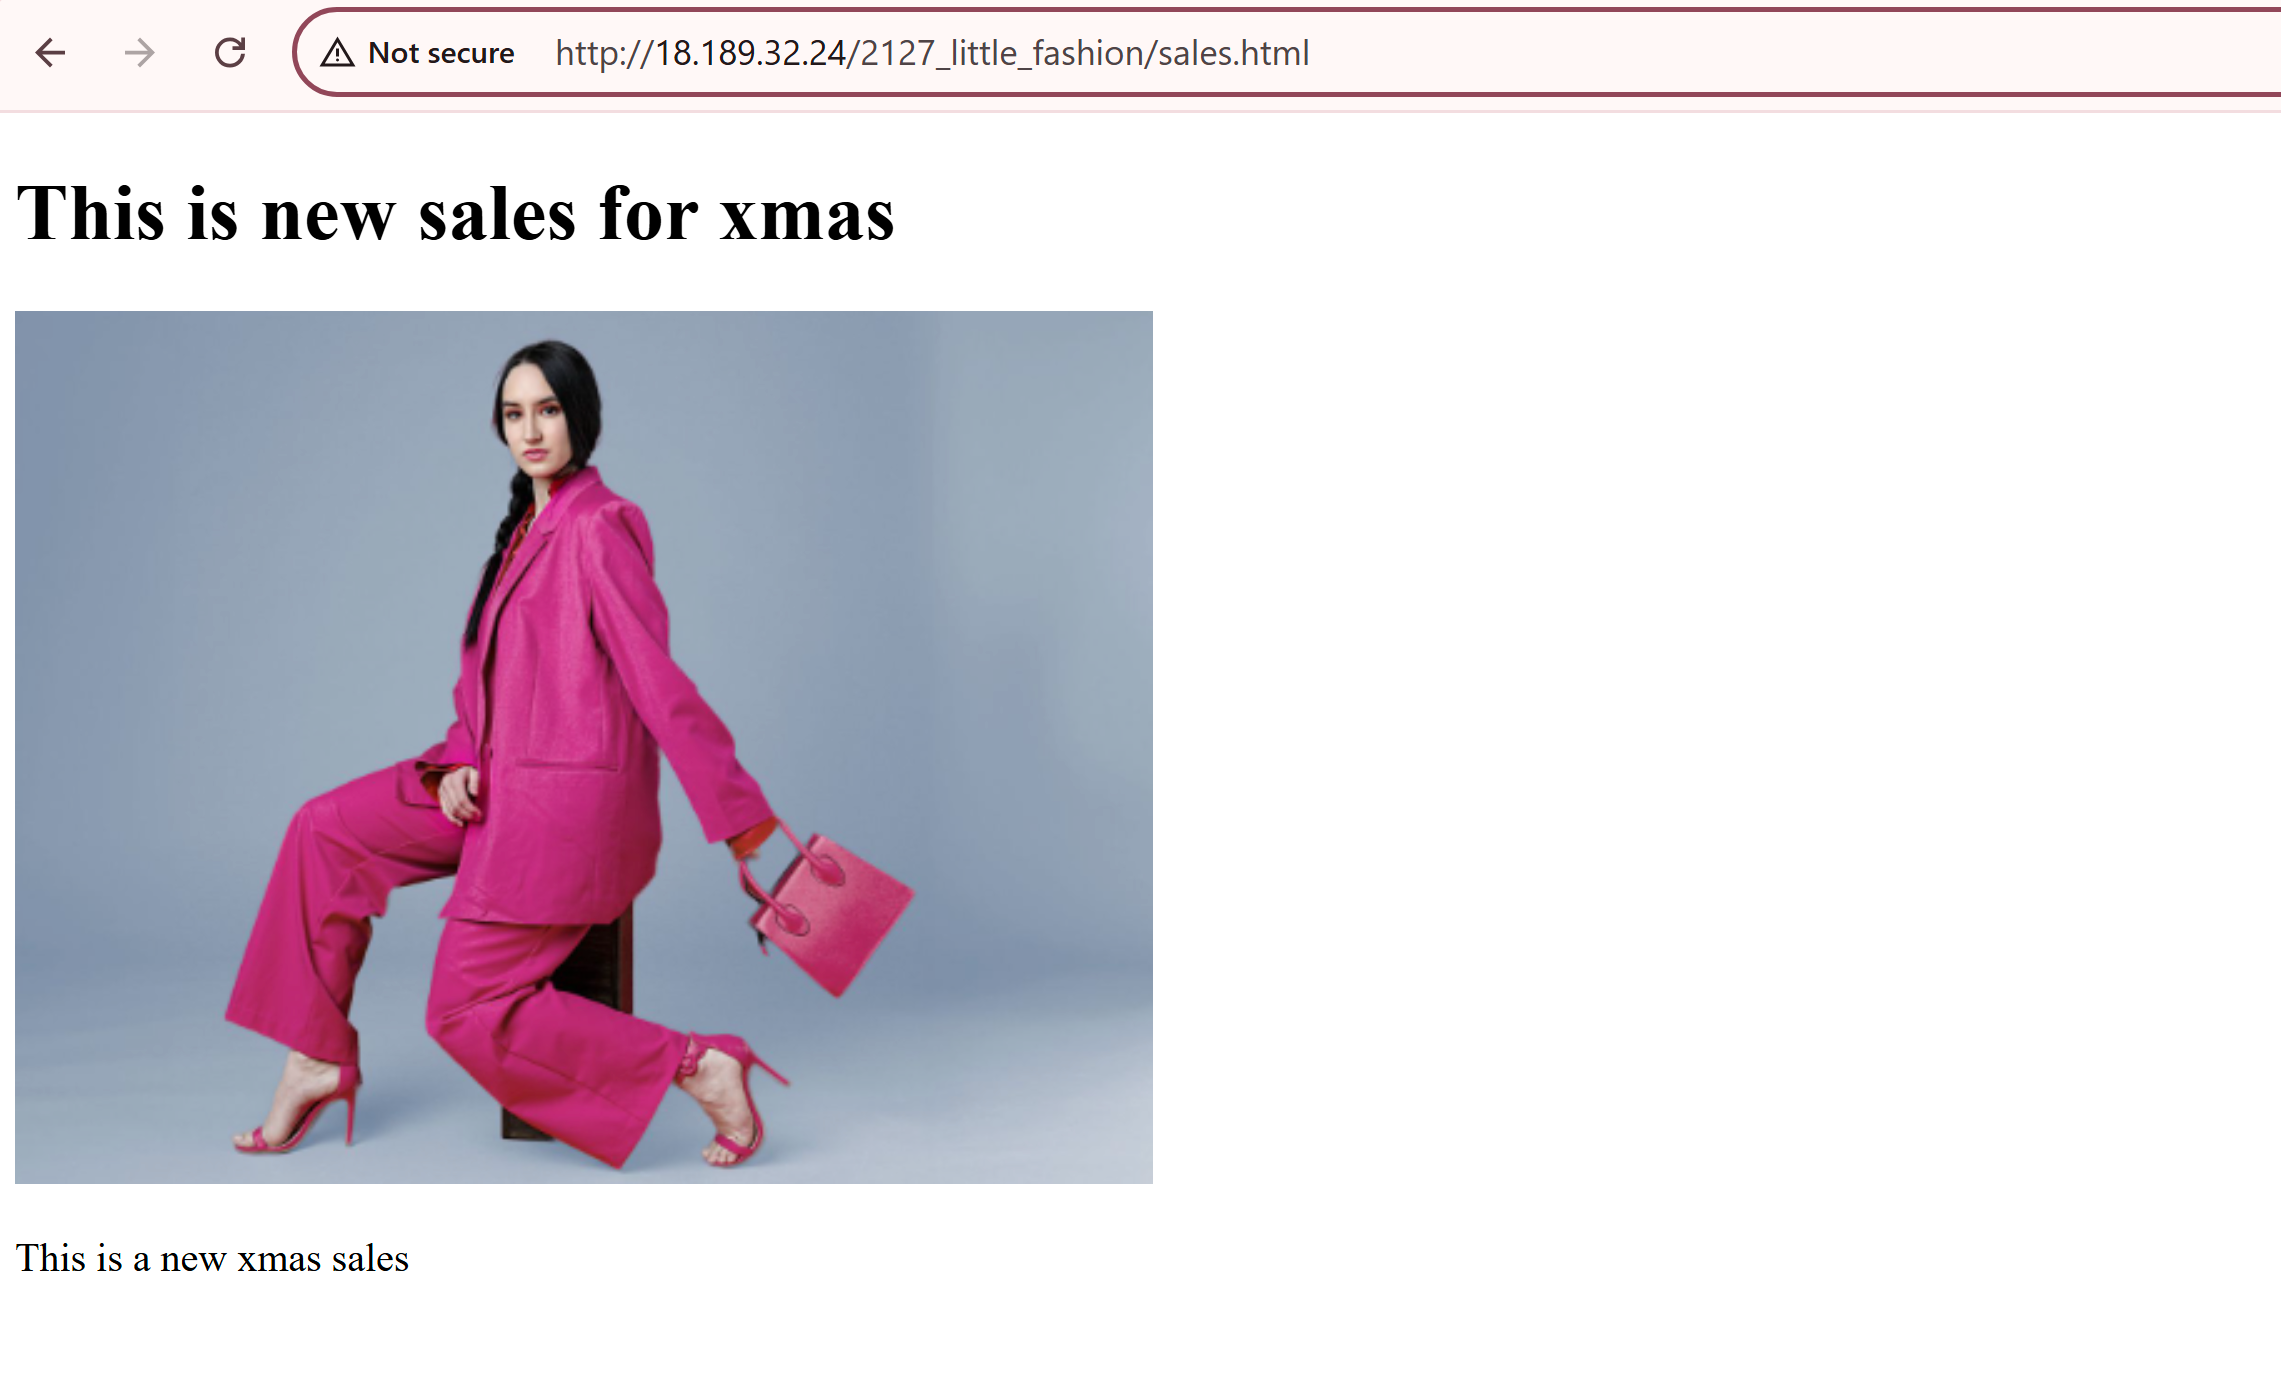 Not secure http://18.189.32.24/2127_little_fashion/sales.html
This is new sales for xmas
This is a new xmas sales